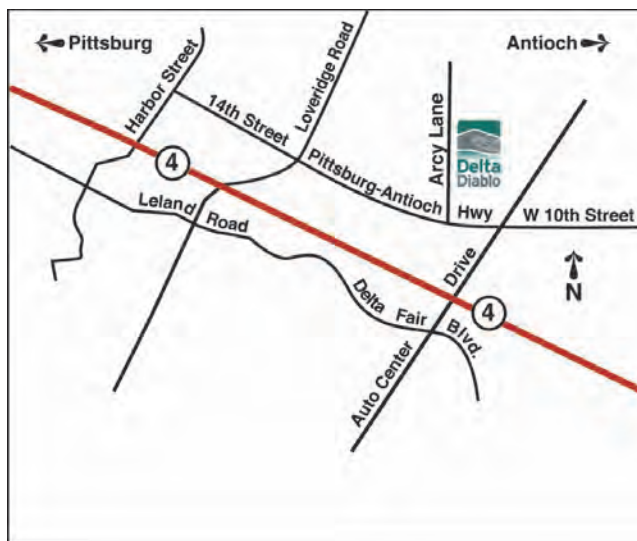 Pittsburg
Antioch
Harbor Street
14th Street
Loveridge Road
Arcy Lane
Delta
Diablo
4
Pittsburg-Antioch
Hwy
W 10th Street
Leland Road
Drive
N
Delta Fair Blvd.
4
Auto Center